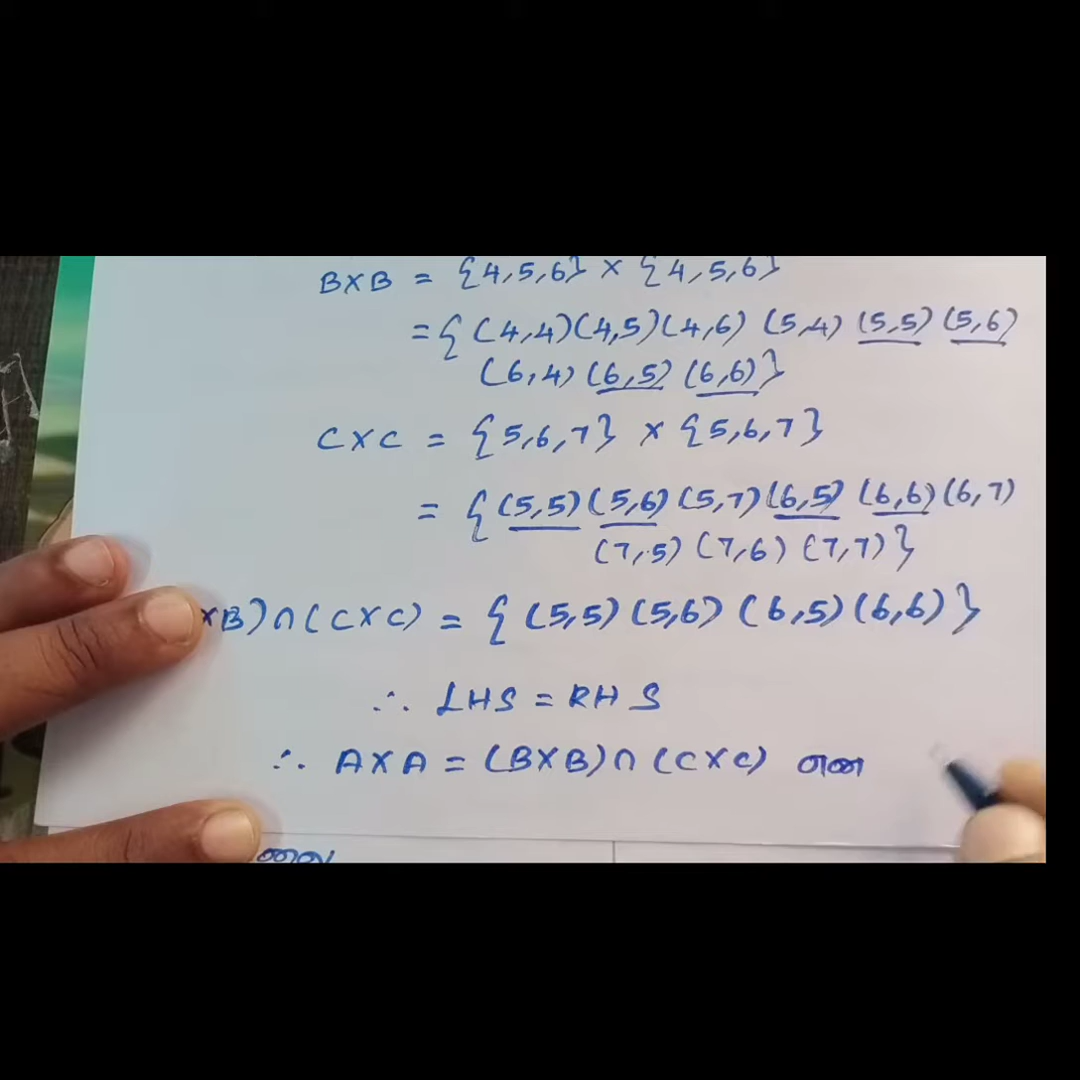 B×B = {4,5,6} × {4,5,6}
={ (4,4)(4,5)(4,6) (5,4) (5,5) (5,6)
(6,4) (6,5) (6,6)}
C×C = {5,6,7} × {5,6,7}
= { (5,5)(5,6)(5,7)(6,5) (6,6)(6,7)
(7,5) (7,6) (7,7)}
×B)∩(C×C) = { (5,5)(5,6) (6,5)(6,6)}
∴ LHS = RHS
∴ A×A = (B×B)∩(C×C)